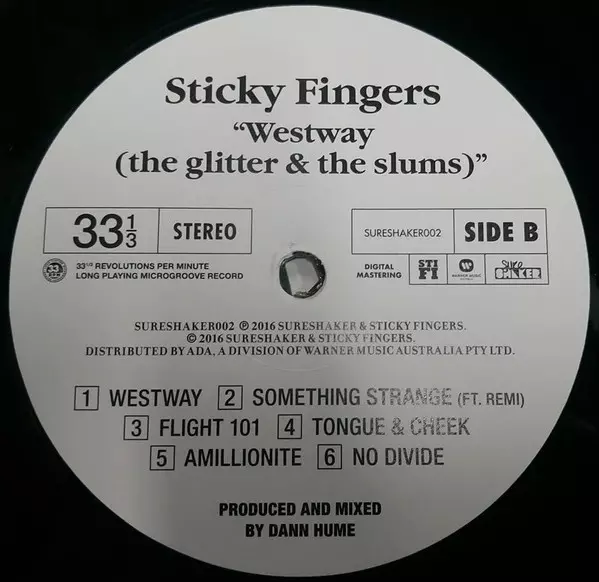 Sticky Fingers
“Westway
(the glitter & the slums)”
33 1/3 STEREO
SURESHAKER002 SIDE B
33 1/3 REVOLUTIONS PER MINUTE
LONG PLAYING MICROGROOVE RECORD
DIGITAL
MASTERING
STI
FI
WARNER MUSIC
SURESHAKER002 ℗ 2016 SURESHAKER & STICKY FINGERS.
© 2016 SURESHAKER & STICKY FINGERS.
DISTRIBUTED BY ADA, A DIVISION OF WARNER MUSIC AUSTRALIA PTY LTD.
1 WESTWAY 2 SOMETHING STRANGE (FT. REMI)
3 FLIGHT 101 4 TONGUE & CHEEK
5 AMILLIONITE 6 NO DIVIDE
PRODUCED AND MIXED
BY DANN HUME